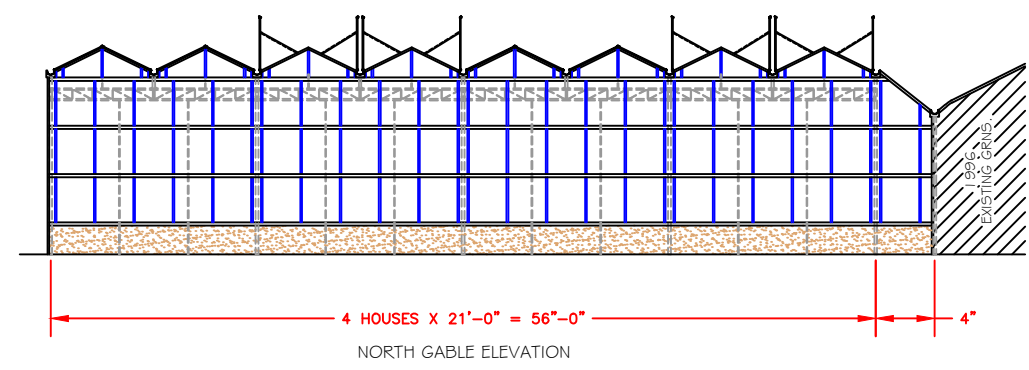 1996
EXISTING GRNS.
4 HOUSES X 21'-0" = 56"-0"
4"
NORTH GABLE ELEVATION